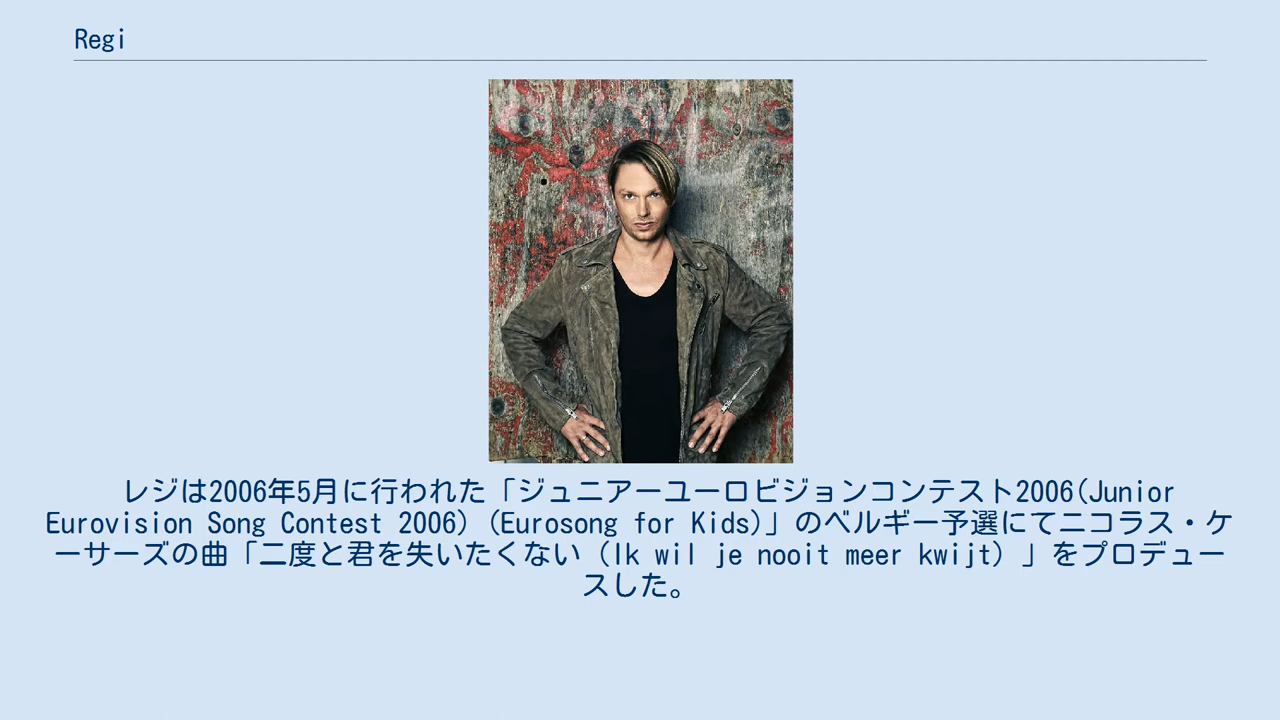 Regi
レジは2006年5月に行われた「ジュニアーユーロビジョンコンテスト2006(Junior
Eurovision Song Contest 2006) (Eurosong for Kids)」のベルギー予選にてニコラス・ケ
ーサーズの曲「二度と君を失いたくない（Ik wil je nooit meer kwijt）」をプロデュー
スした。